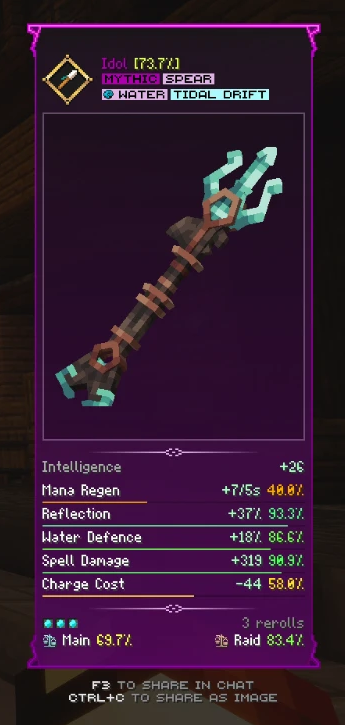 Idol [73.7%]
MYTHIC SPEAR
WATER TIDAL DRIFT
Intelligence +26
Mana Regen +7/5s 40.0%
Reflection +37% 93.3%
Water Defence +18% 86.6%
Spell Damage +319 90.9%
Charge Cost -44 58.0%
3 rerolls
Main 69.7% Raid 83.4%
F3 TO SHARE IN CHAT
CTRL+C TO SHARE AS IMAGE